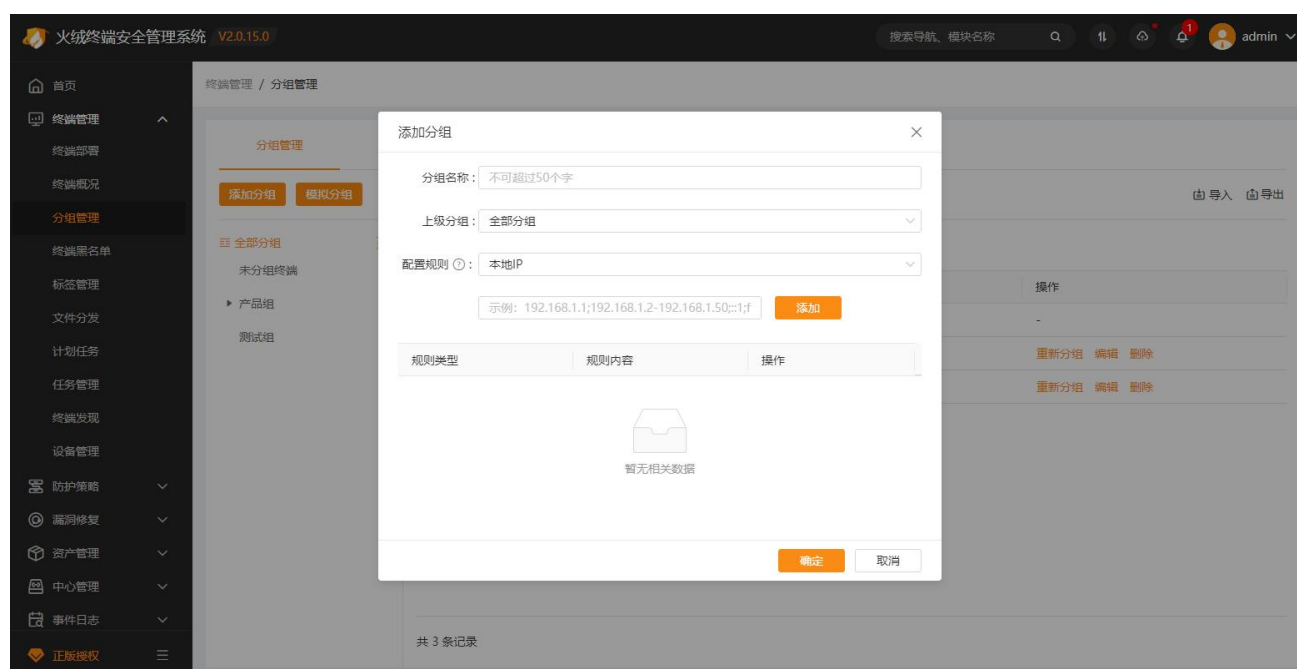 火绒终端安全管理系统 V2.0.15.0
搜索导航、模块名称
1
admin
首页
终端管理 / 分组管理
终端管理
终端部署
终端概况
分组管理
终端黑名单
标签管理
文件分发
计划任务
任务管理
终端发现
设备管理
防护策略
漏洞修复
资产管理
中心管理
事件日志
正版授权
分组管理
添加分组 模拟分组
导入 导出
全部分组
未分组终端
产品组
测试组
操作
-
重新分组 编辑 删除
重新分组 编辑 删除
共 3 条记录
添加分组
分组名称: 不可超过50个字
上级分组: 全部分组
配置规则 ?: 本地IP
示例: 192.168.1.1;192.168.1.2-192.168.1.50;::1;f
添加
规则类型 规则内容 操作
暂无相关数据
确定 取消